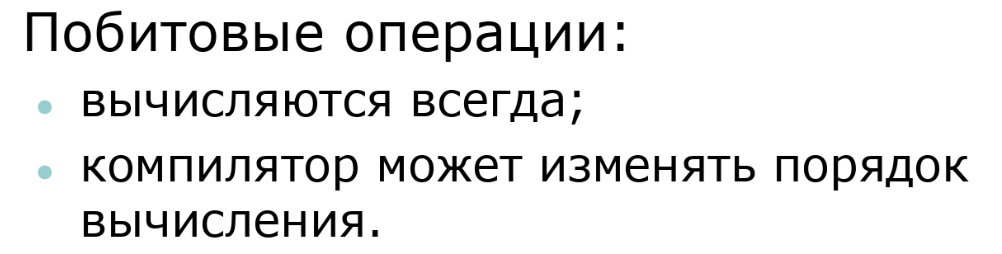 Побитовые операции:
• вычисляются всегда;
• компилятор может изменять порядок
вычисления.